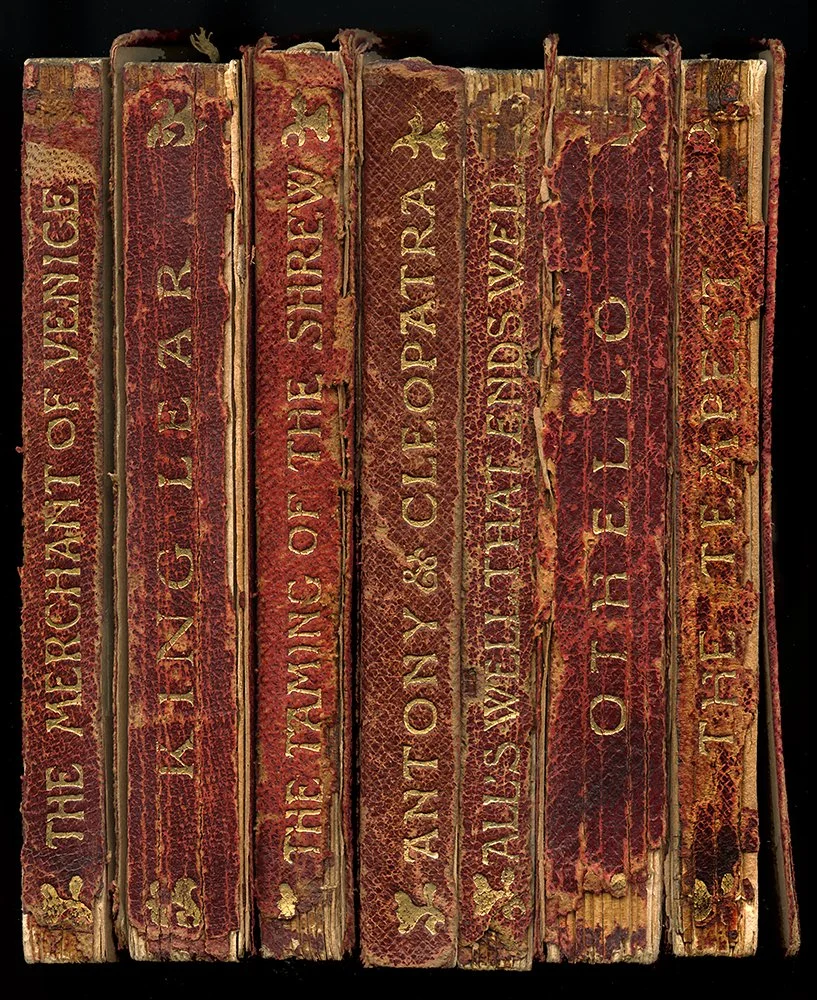 THE MERCHANT OF VENICE
KING LEAR
THE TAMING OF THE SHREW
ANTONY & CLEOPATRA
ALL'S WELL THAT ENDS WELL
OTHELLO
THE TEMPEST